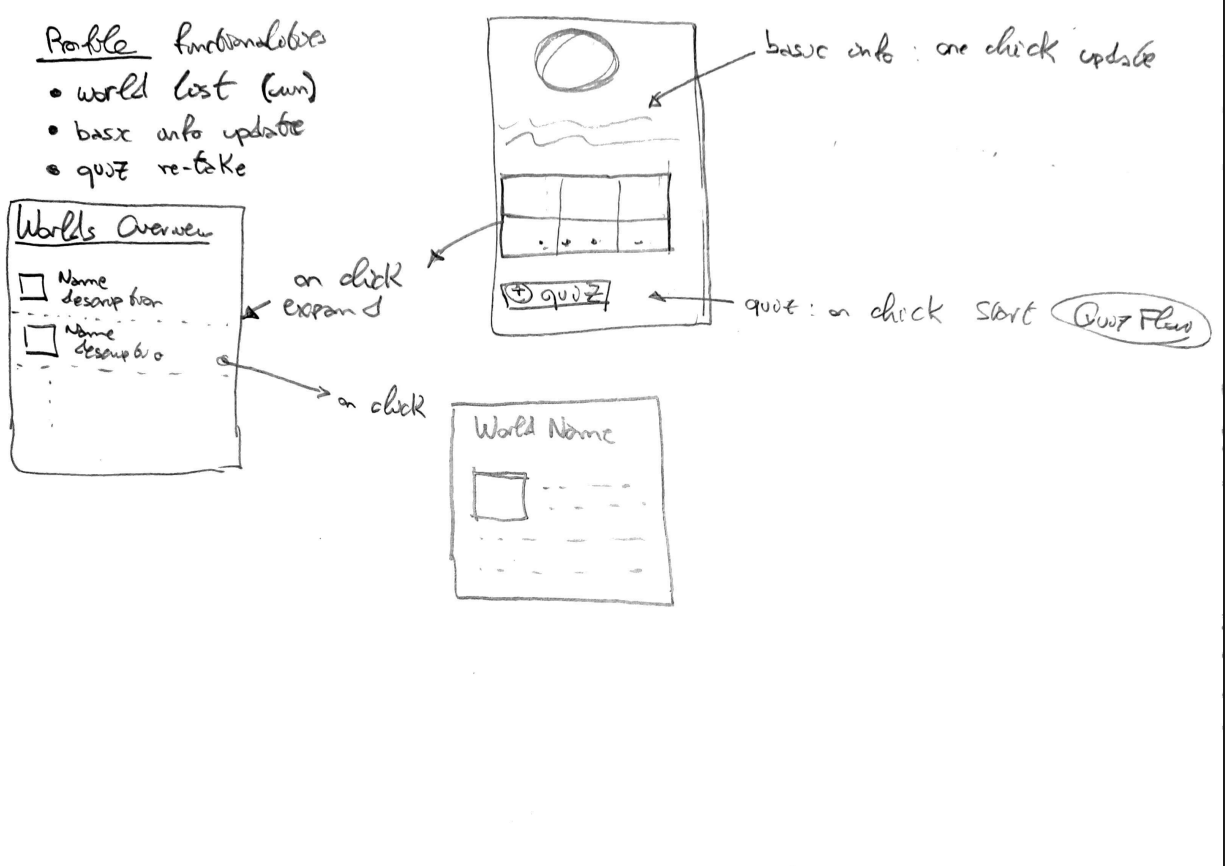 Profile functionalities
• world list (own)
• basic info update
• quiz re-take
basic info : one click update
Worlds Overview
Name
description
Name
description
on click
expand
+ quiz
quiz : on click start Quiz Flow
on click
World Name